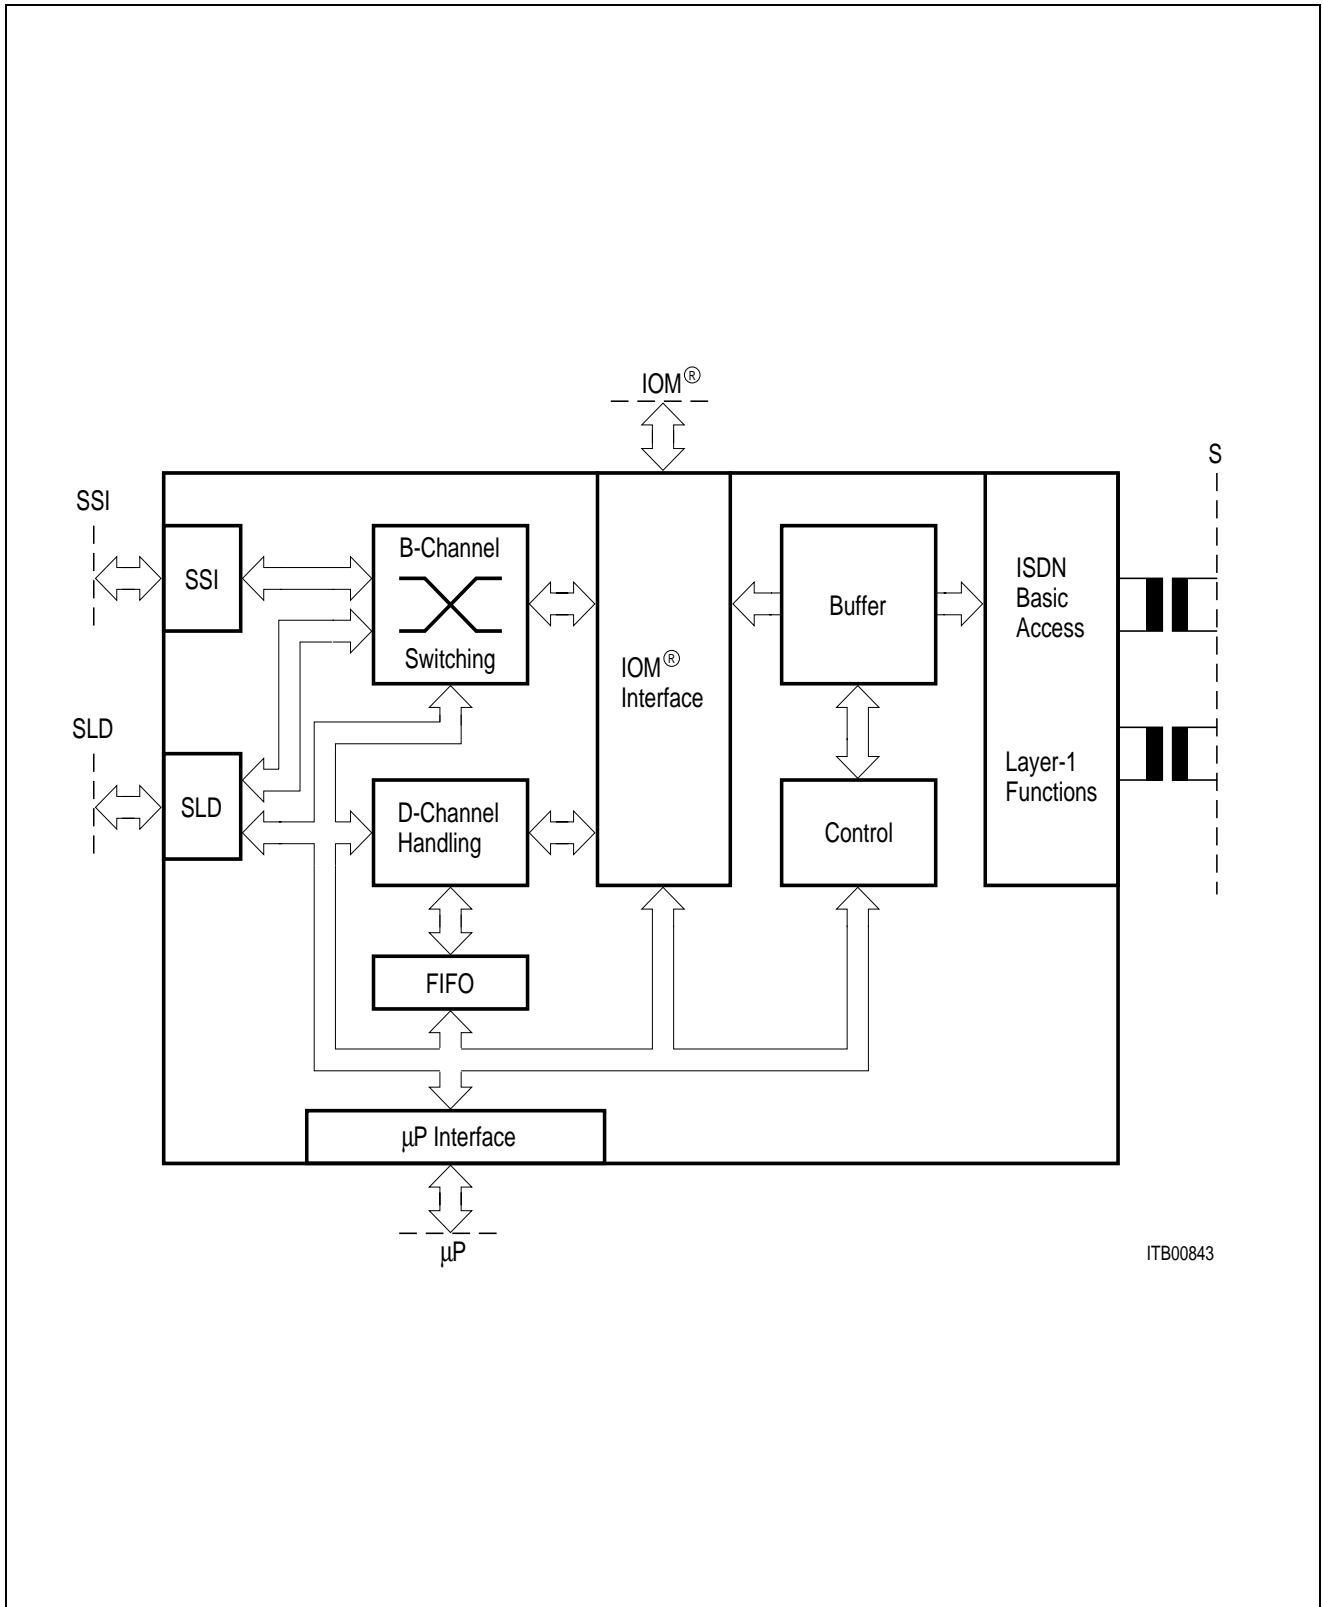 IOM®
S
SSI
SSI
B-Channel
Switching
IOM®
Interface
Buffer
ISDN
Basic
Access
Layer-1
Functions
SLD
SLD
D-Channel
Handling
Control
FIFO
µP Interface
µP
ITB00843